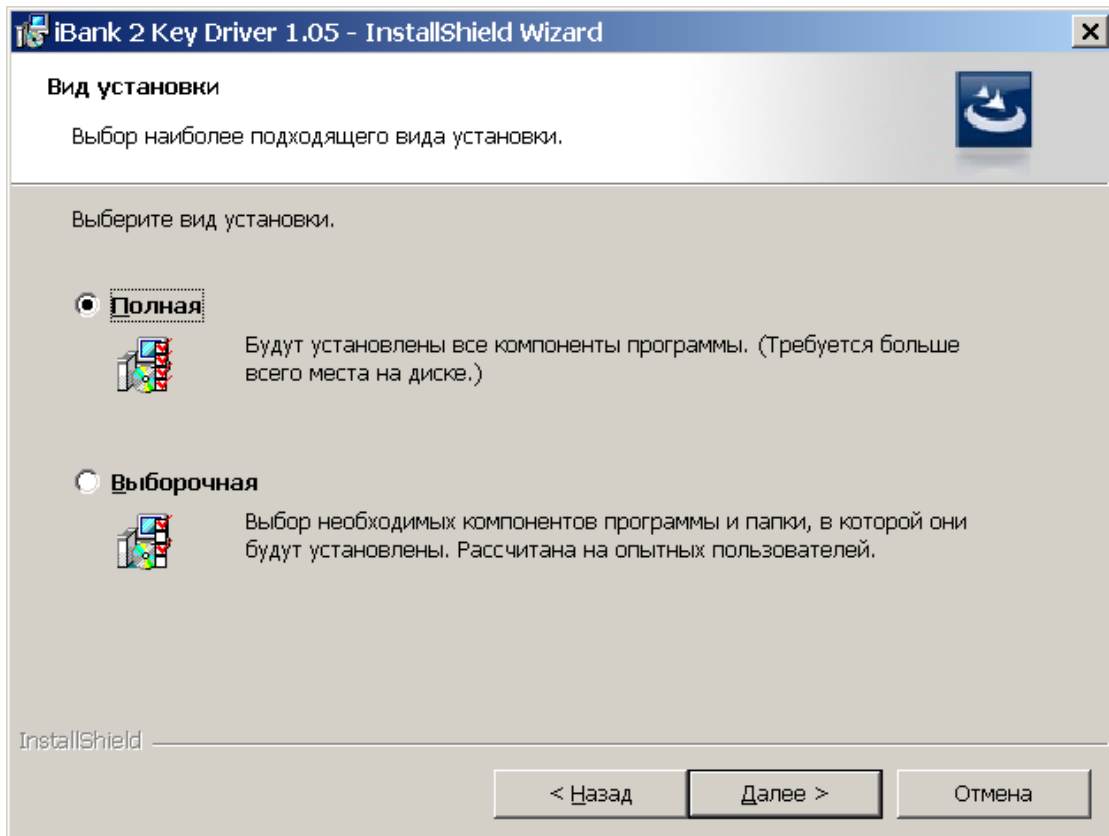 iBank 2 Key Driver 1.05 - InstallShield Wizard
Вид установки
Выбор наиболее подходящего вида установки.
Выберите вид установки.
Полная
Будут установлены все компоненты программы. (Требуется больше
всего места на диске.)
Выборочная
Выбор необходимых компонентов программы и папки, в которой они
будут установлены. Рассчитана на опытных пользователей.
InstallShield
< Назад
Далее >
Отмена